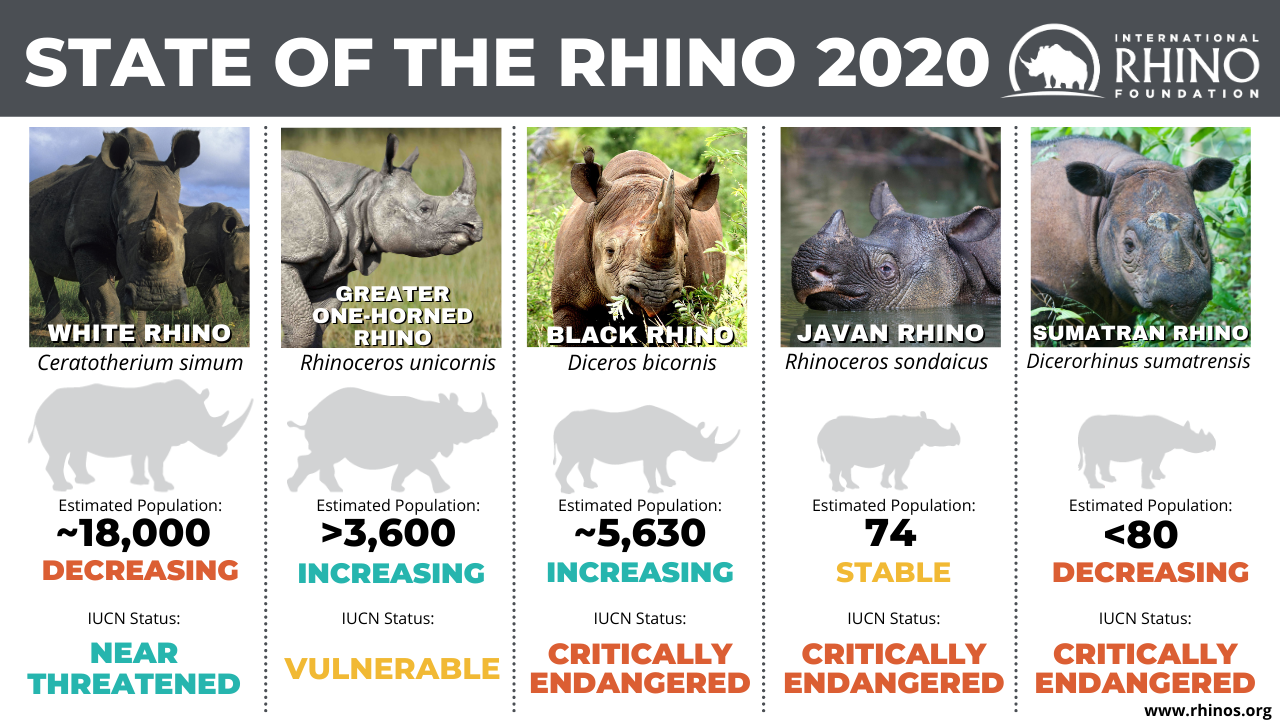 STATE OF THE RHINO 2020
INTERNATIONAL
RHINO
FOUNDATION
WHITE RHINO
Ceratotherium simum
Estimated Population:
~18,000
DECREASING
IUCN Status:
NEAR
THREATENED
GREATER
ONE-HORNED
RHINO
Rhinoceros unicornis
Estimated Population:
>3,600
INCREASING
IUCN Status:
VULNERABLE
BLACK RHINO
Diceros bicornis
Estimated Population:
~5,630
INCREASING
IUCN Status:
CRITICALLY
ENDANGERED
JAVAN RHINO
Rhinoceros sondaicus
Estimated Population:
74
STABLE
IUCN Status:
CRITICALLY
ENDANGERED
SUMATRAN RHINO
Dicerorhinus sumatrensis
Estimated Population:
<80
DECREASING
IUCN Status:
CRITICALLY
ENDANGERED
www.rhinos.org